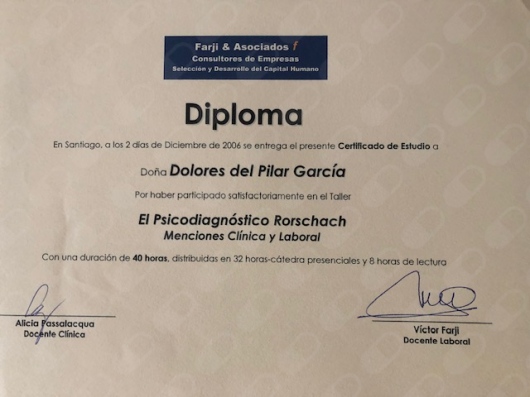 Farji & Asociados f
Consultores de Empresas
Selección y Desarrollo del Capital Humano
Diploma
En Santiago, a los 2 días de Diciembre de 2006 se entrega el presente Certificado de Estudio a
Doña Dolores del Pilar García
Por haber participado satisfactoriamente en el Taller
El Psicodiagnóstico Rorschach
Menciones Clínica y Laboral
Con una duración de 40 horas, distribuidas en 32 horas-cátedra presenciales y 8 horas de lectura
Alicia Passalacqua
Docente Clínica
Víctor Farji
Docente Laboral